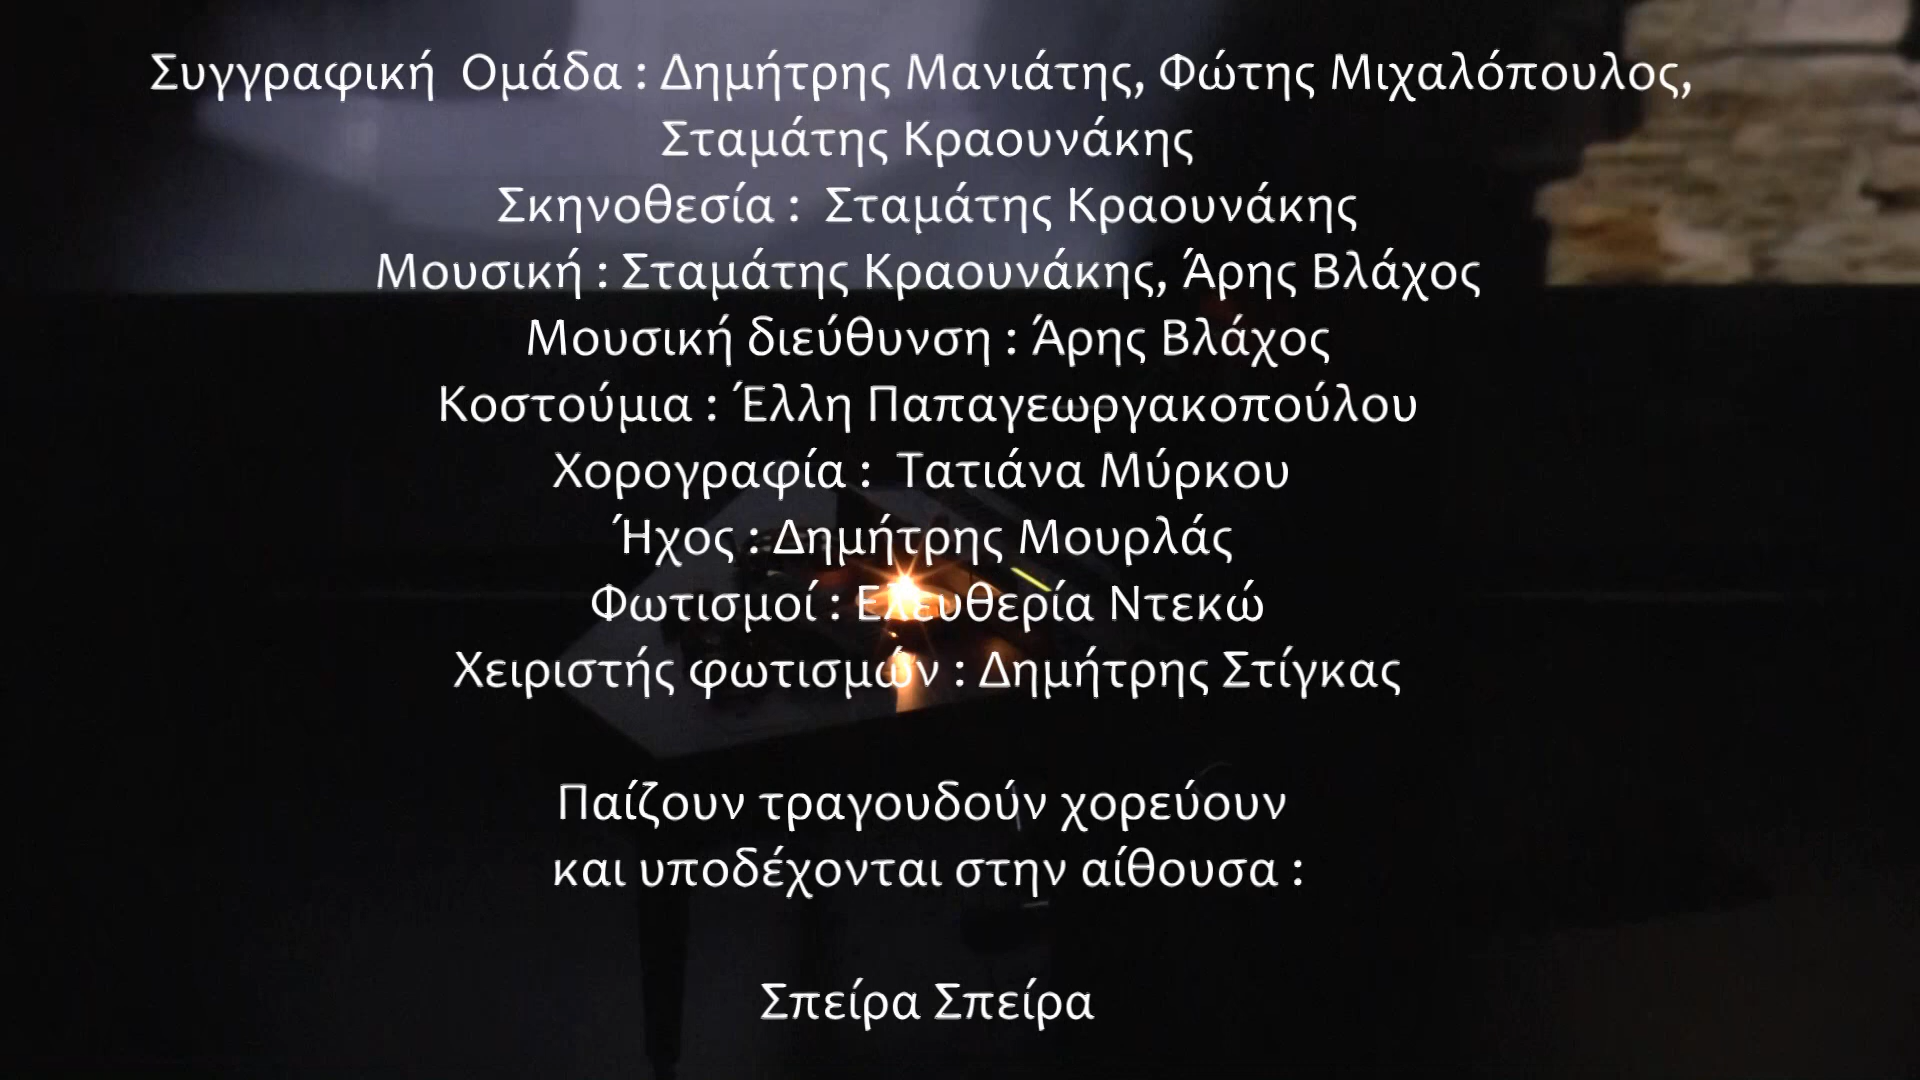 Συγγραφική  Ομάδα : Δημήτρης Μανιάτης, Φώτης Μιχαλόπουλος,
Σταμάτης Κραουνάκης
Σκηνοθεσία :  Σταμάτης Κραουνάκης
Μουσική : Σταμάτης Κραουνάκης, Άρης Βλάχος
Μουσική διεύθυνση : Άρης Βλάχος
Κοστούμια : Έλλη Παπαγεωργακοπούλου
Χορογραφία :  Τατιάνα Μύρκου
Ήχος : Δημήτρης Μουρλάς
Φωτισμοί : Ελευθερία Ντεκώ
Χειριστής φωτισμών : Δημήτρης Στίγκας
Παίζουν τραγουδούν χορεύουν
και υποδέχονται στην αίθουσα :
Σπείρα Σπείρα